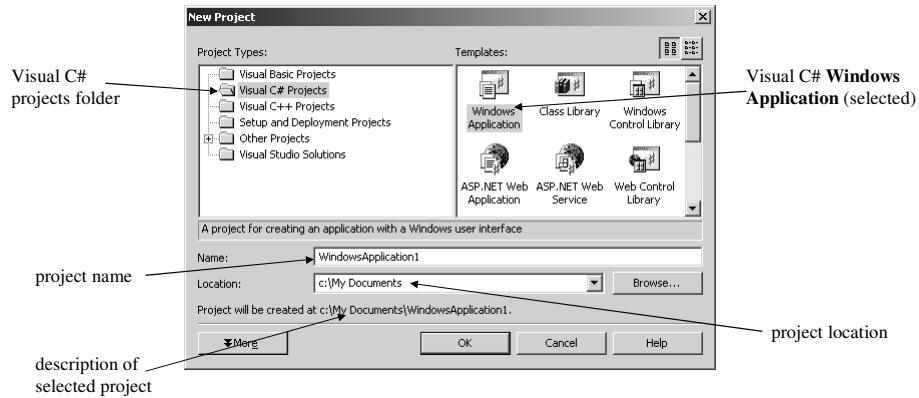 New Project
Project Types:
Templates:
Visual Basic Projects
Visual C# Projects
Visual C++ Projects
Setup and Deployment Projects
Other Projects
Visual Studio Solutions
Windows
Application
Class Library
Windows
Control Library
ASP.NET Web
Application
ASP.NET Web
Service
Web Control
Library
A project for creating an application with a Windows user interface
Name:
WindowsApplication1
Location:
c:\My Documents
Browse...
Project will be created at c:\My Documents\WindowsApplication1.
More
OK
Cancel
Help
Visual C#
projects folder
Visual C# Windows
Application (selected)
project name
project location
description of
selected project